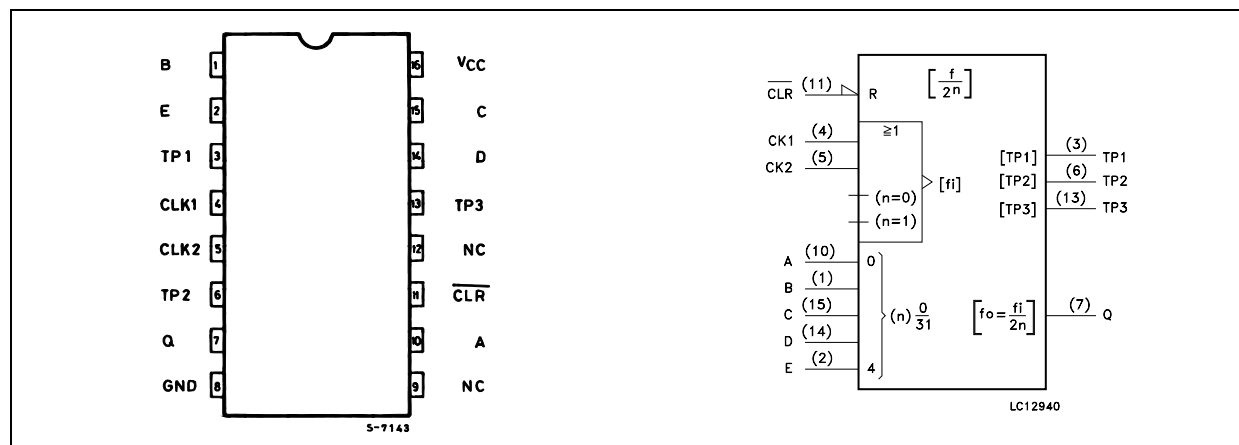 B 1 16 VCC
E 2 15 C
TP1 3 14 D
CLK1 4 13 TP3
CLK2 5 12 NC
TP2 6 11 CLR
Q 7 10 A
GND 8 9 NC
S-7143
CLR (11) R [f/2n]
≧1
CK1 (4)
CK2 (5)
[fi]
(n=0)
(n=1)
[TP1] (3) TP1
[TP2] (6) TP2
[TP3] (13) TP3
A (10) 0
B (1)
C (15)
D (14)
E (2) 4
(n) 0/31
[fo=fi/2n] (7) Q
LC12940